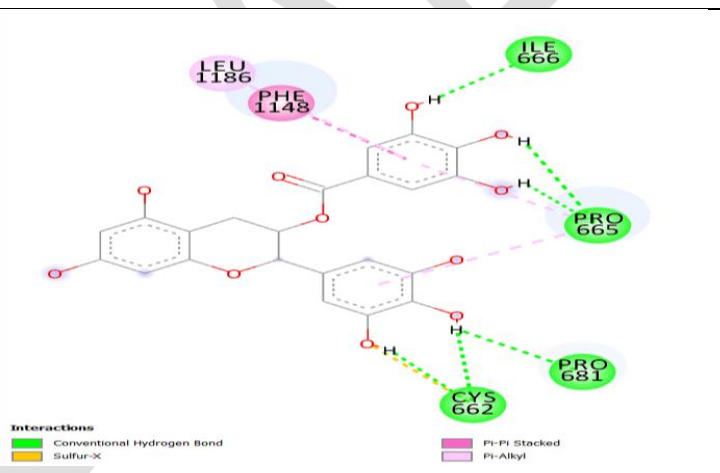 ILE
666
LEU
1186
PHE
1148
H
O
O
H
O
H
O
O
O
O
PRO
665
O
O
O
O
H
O
H
PRO
681
CYS
662
Interactions
Conventional Hydrogen Bond
Sulfur-X
Pi-Pi Stacked
Pi-Alkyl